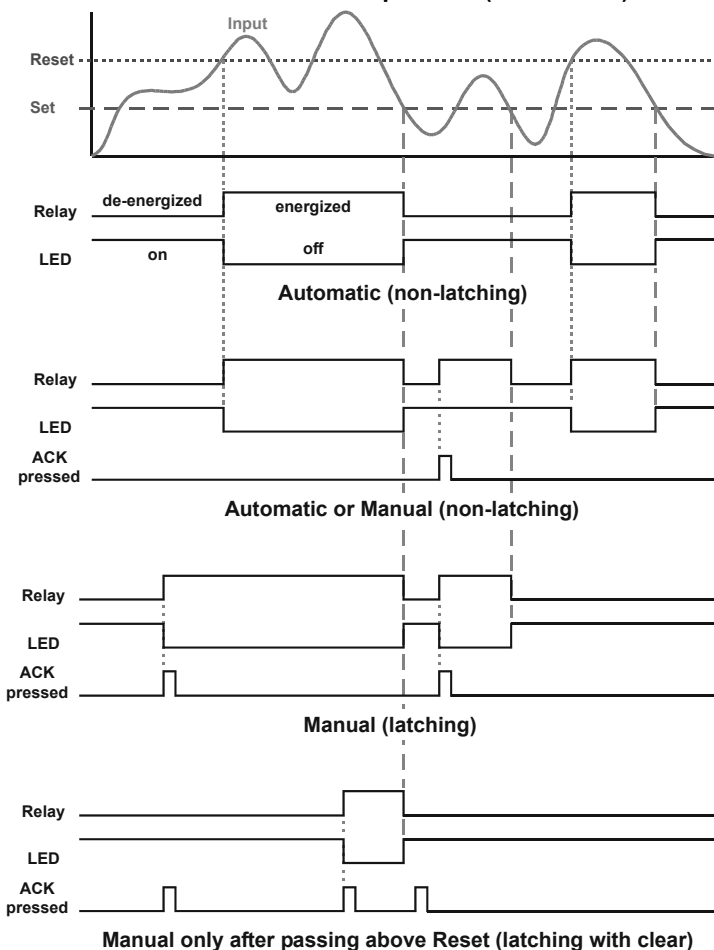 Input
Reset
Set
Relay
de-energized
energized
LED
on
off
Automatic (non-latching)
Relay
LED
ACK
pressed
Automatic or Manual (non-latching)
Relay
LED
ACK
pressed
Manual (latching)
Relay
LED
ACK
pressed
Manual only after passing above Reset (latching with clear)